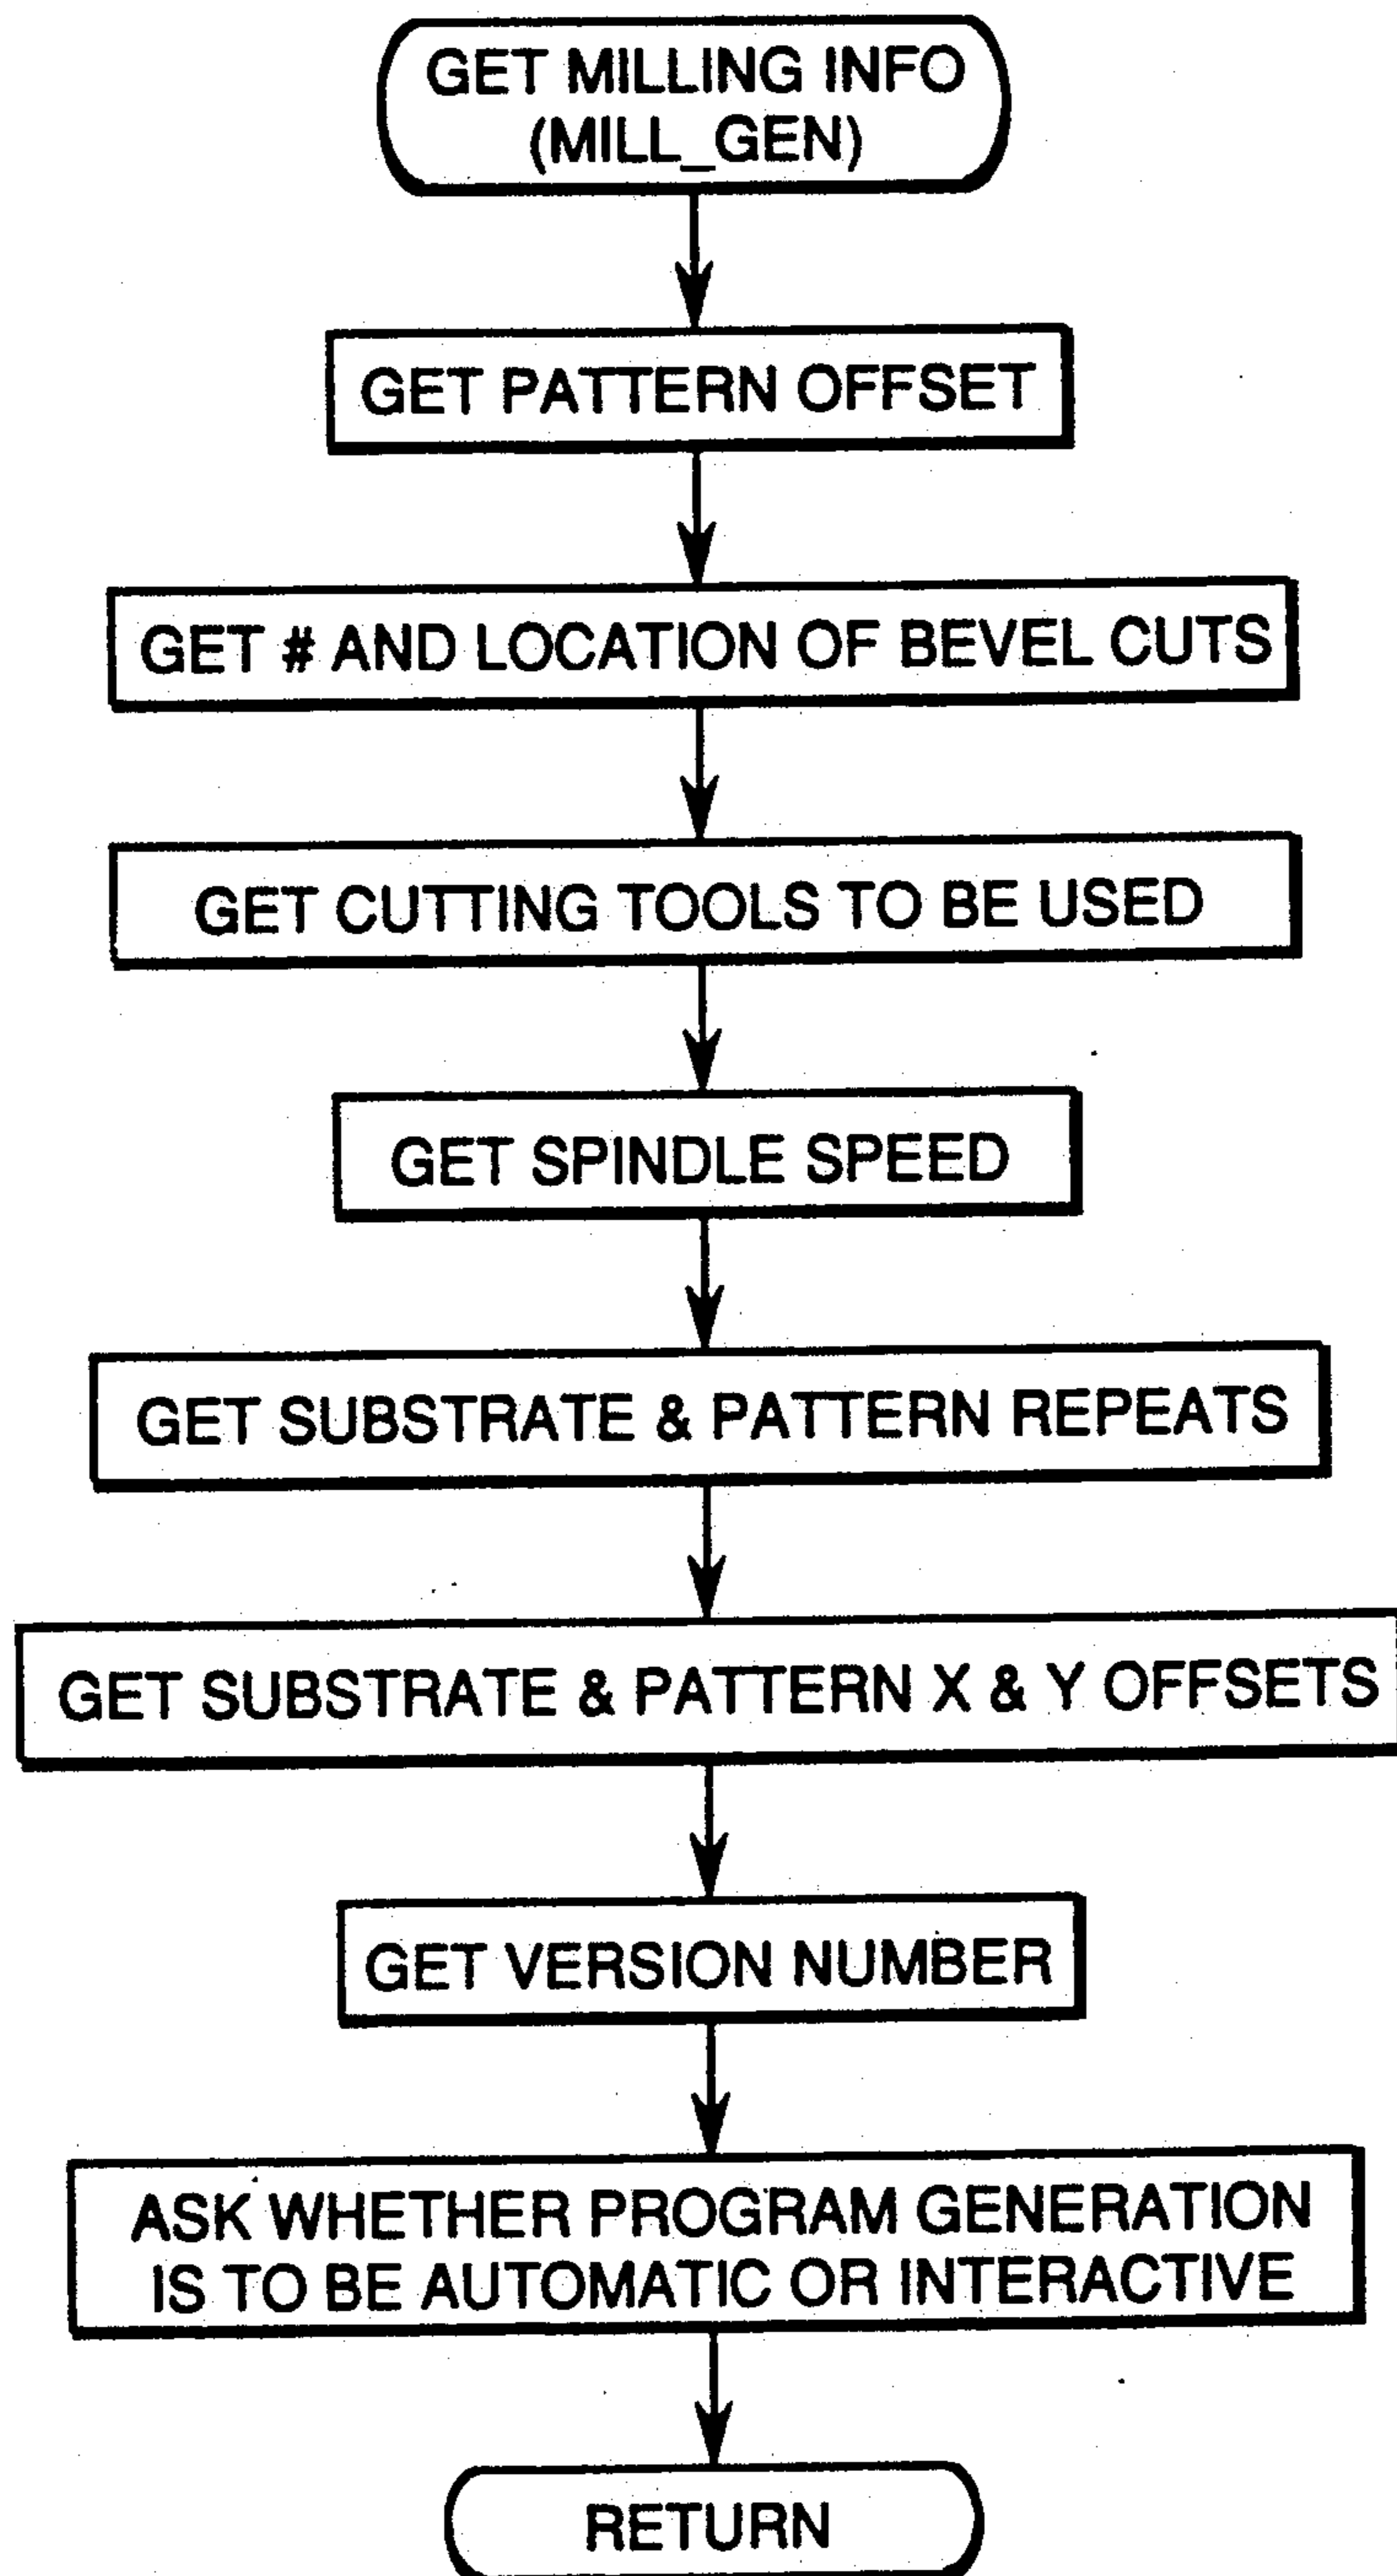 GET MILLING INFO
(MILL_GEN)
GET PATTERN OFFSET
GET # AND LOCATION OF BEVEL CUTS
GET CUTTING TOOLS TO BE USED
GET SPINDLE SPEED
GET SUBSTRATE & PATTERN REPEATS
GET SUBSTRATE & PATTERN X & Y OFFSETS
GET VERSION NUMBER
ASK WHETHER PROGRAM GENERATION
IS TO BE AUTOMATIC OR INTERACTIVE
RETURN